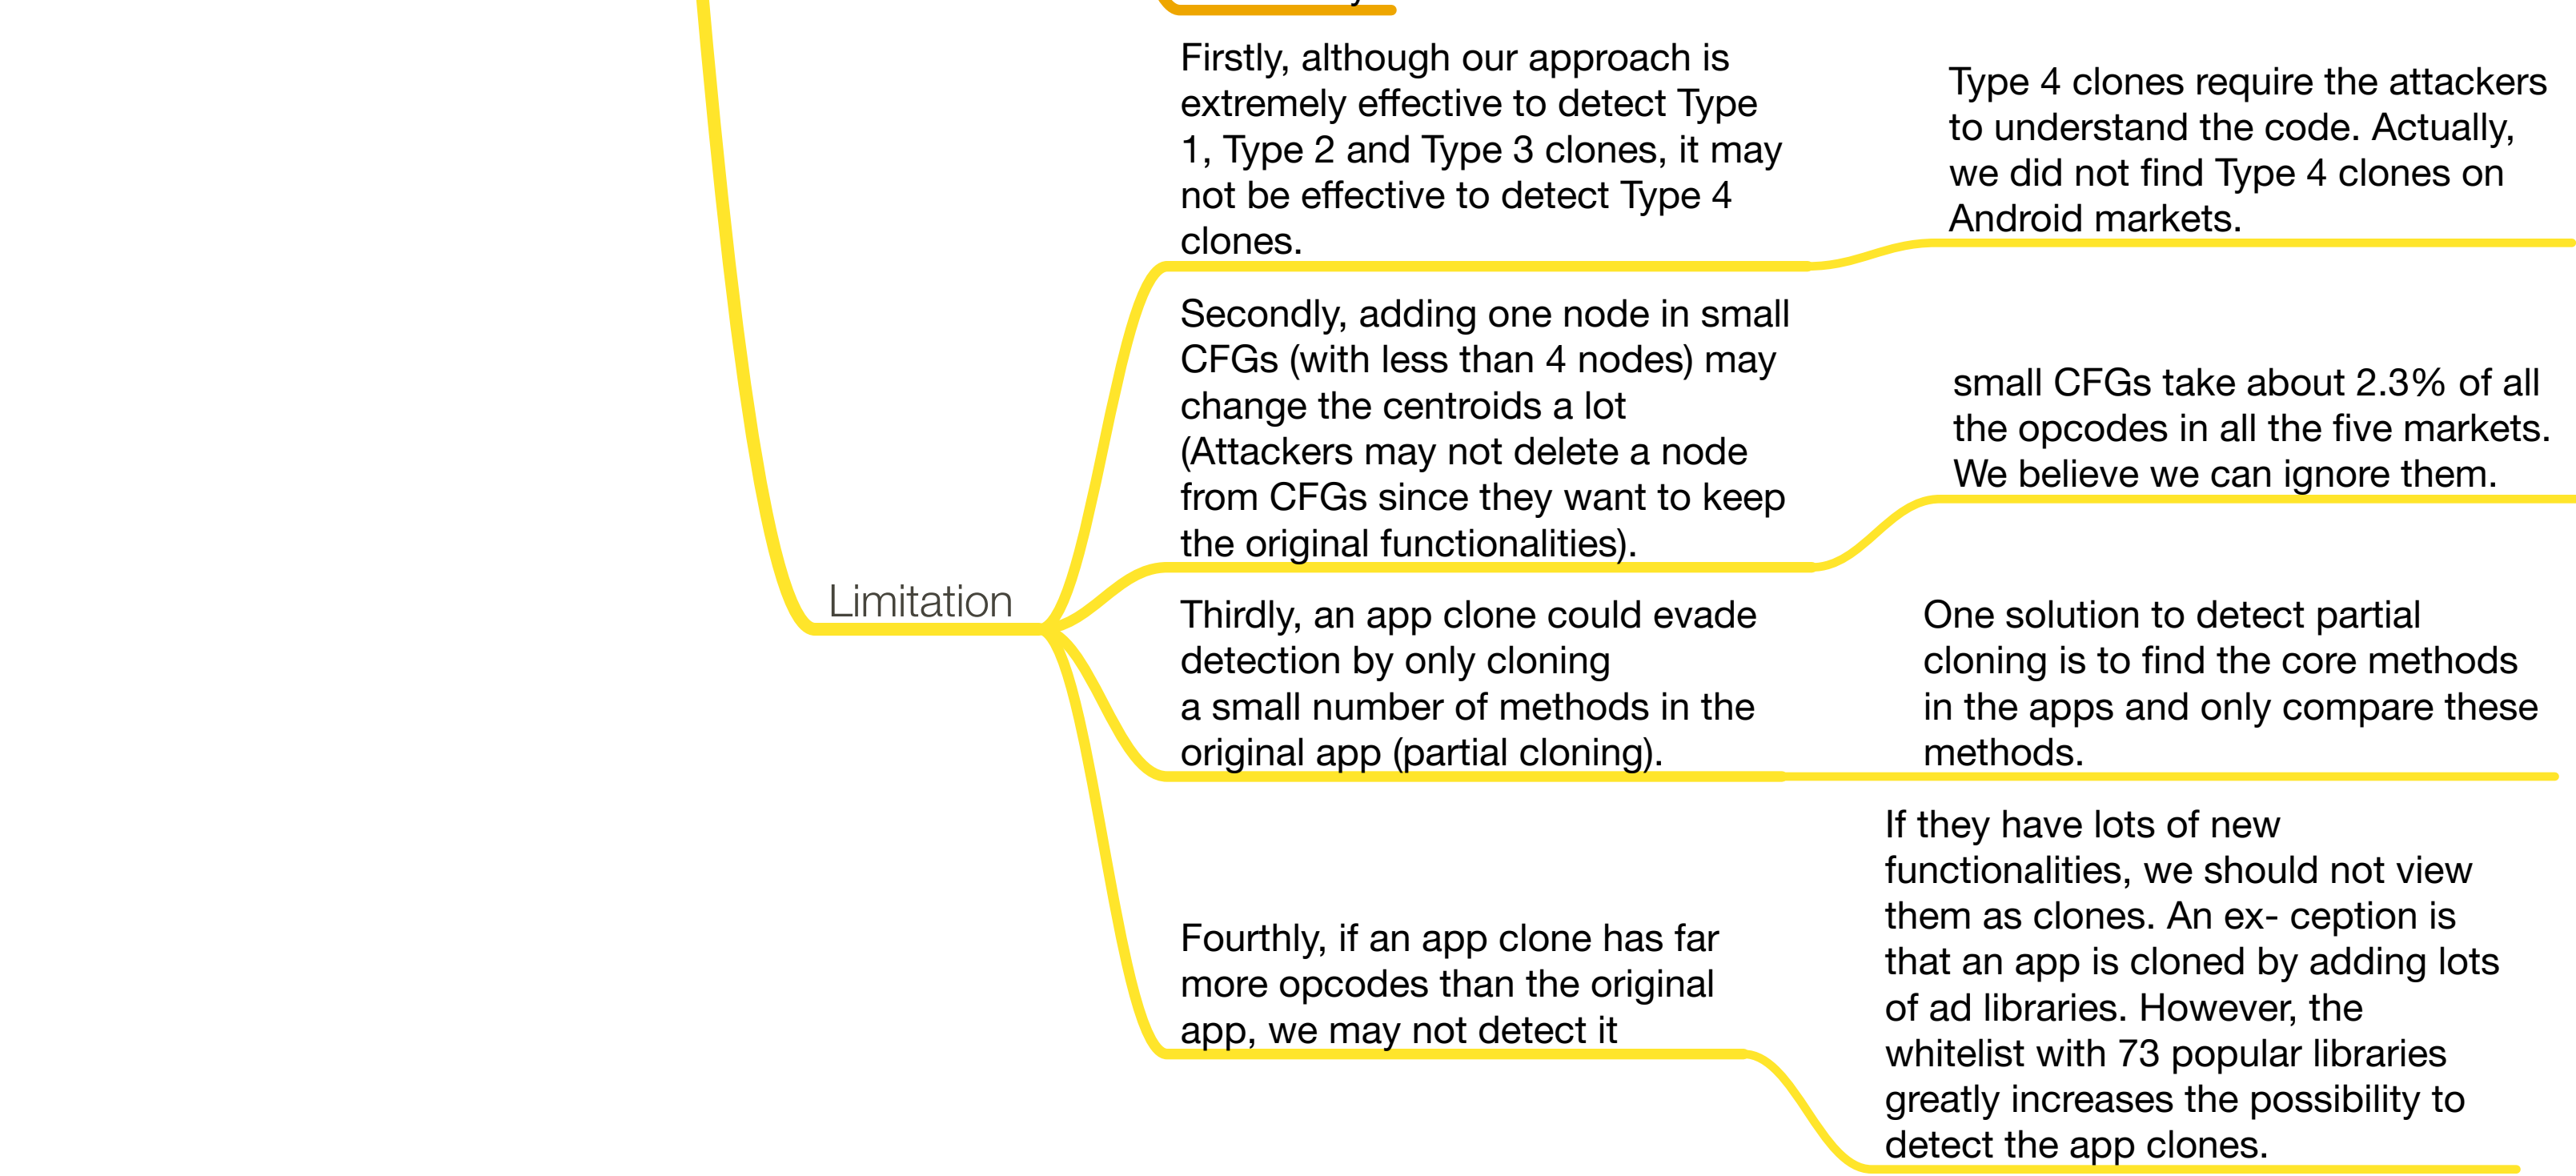 Firstly, although our approach is
extremely effective to detect Type
1, Type 2 and Type 3 clones, it may
not be effective to detect Type 4
clones.
Type 4 clones require the attackers
to understand the code. Actually,
we did not find Type 4 clones on
Android markets.
Secondly, adding one node in small
CFGs (with less than 4 nodes) may
change the centroids a lot
(Attackers may not delete a node
from CFGs since they want to keep
the original functionalities).
small CFGs take about 2.3% of all
the opcodes in all the five markets.
We believe we can ignore them.
Limitation
Thirdly, an app clone could evade
detection by only cloning
a small number of methods in the
original app (partial cloning).
One solution to detect partial
cloning is to find the core methods
in the apps and only compare these
methods.
Fourthly, if an app clone has far
more opcodes than the original
app, we may not detect it
If they have lots of new
functionalities, we should not view
them as clones. An ex- ception is
that an app is cloned by adding lots
of ad libraries. However, the
whitelist with 73 popular libraries
greatly increases the possibility to
detect the app clones.